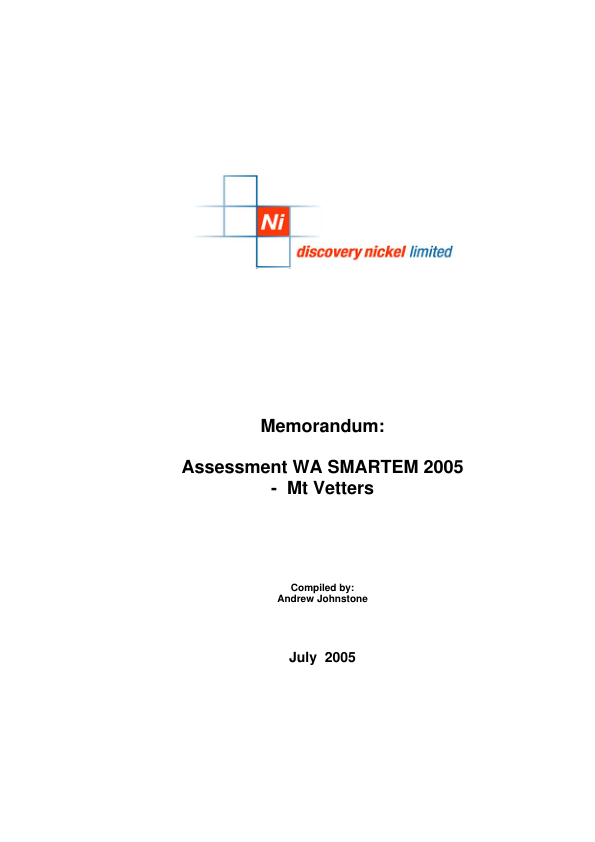 Ni
discovery nickel limited
Memorandum:
Assessment WA SMARTEM 2005
- Mt Vetters
Compiled by:
Andrew Johnstone
July 2005